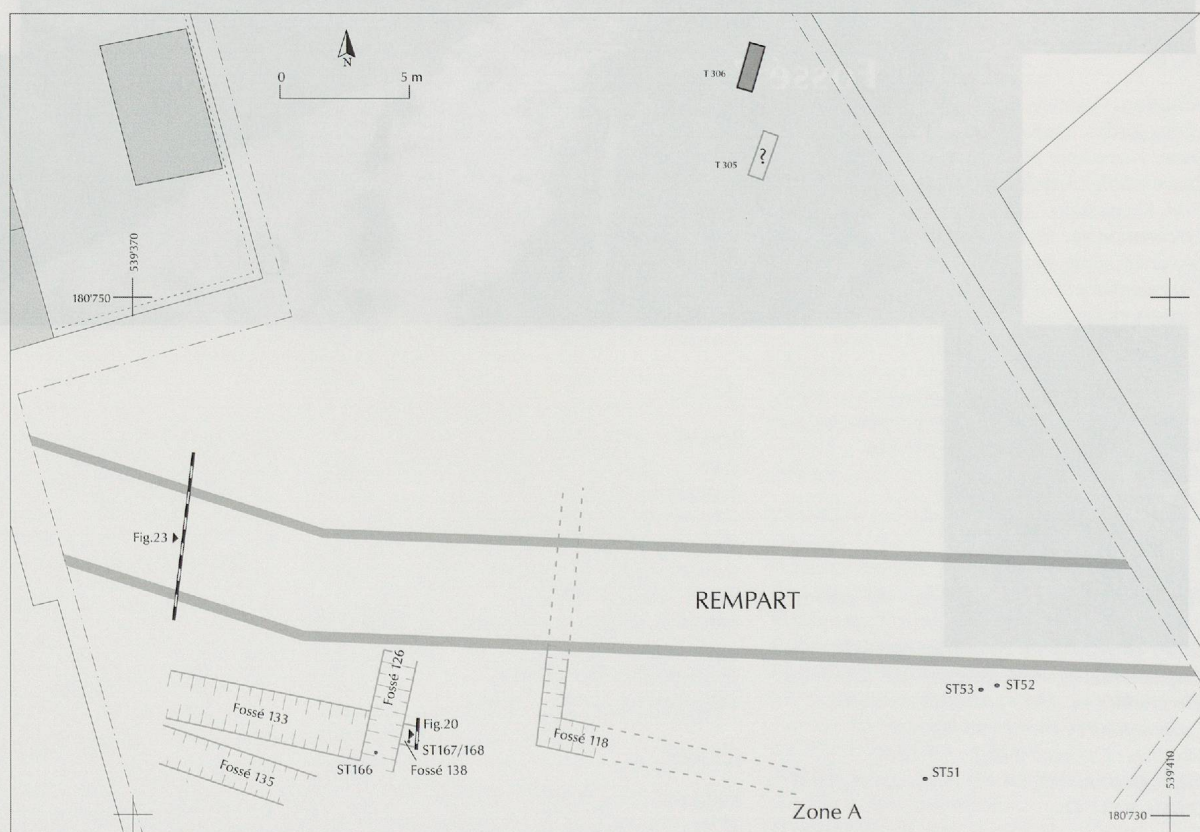 N
0 5 m
T 306
T 305
?
539'370
180'750
Fig.23
REMPART
Fossé 126
Fossé 133
Fossé 135
ST166
Fig.20
ST167/168
Fossé 138
Fossé 118
ST53
ST52
ST51
Zone A
539'410
180'730
Fossé